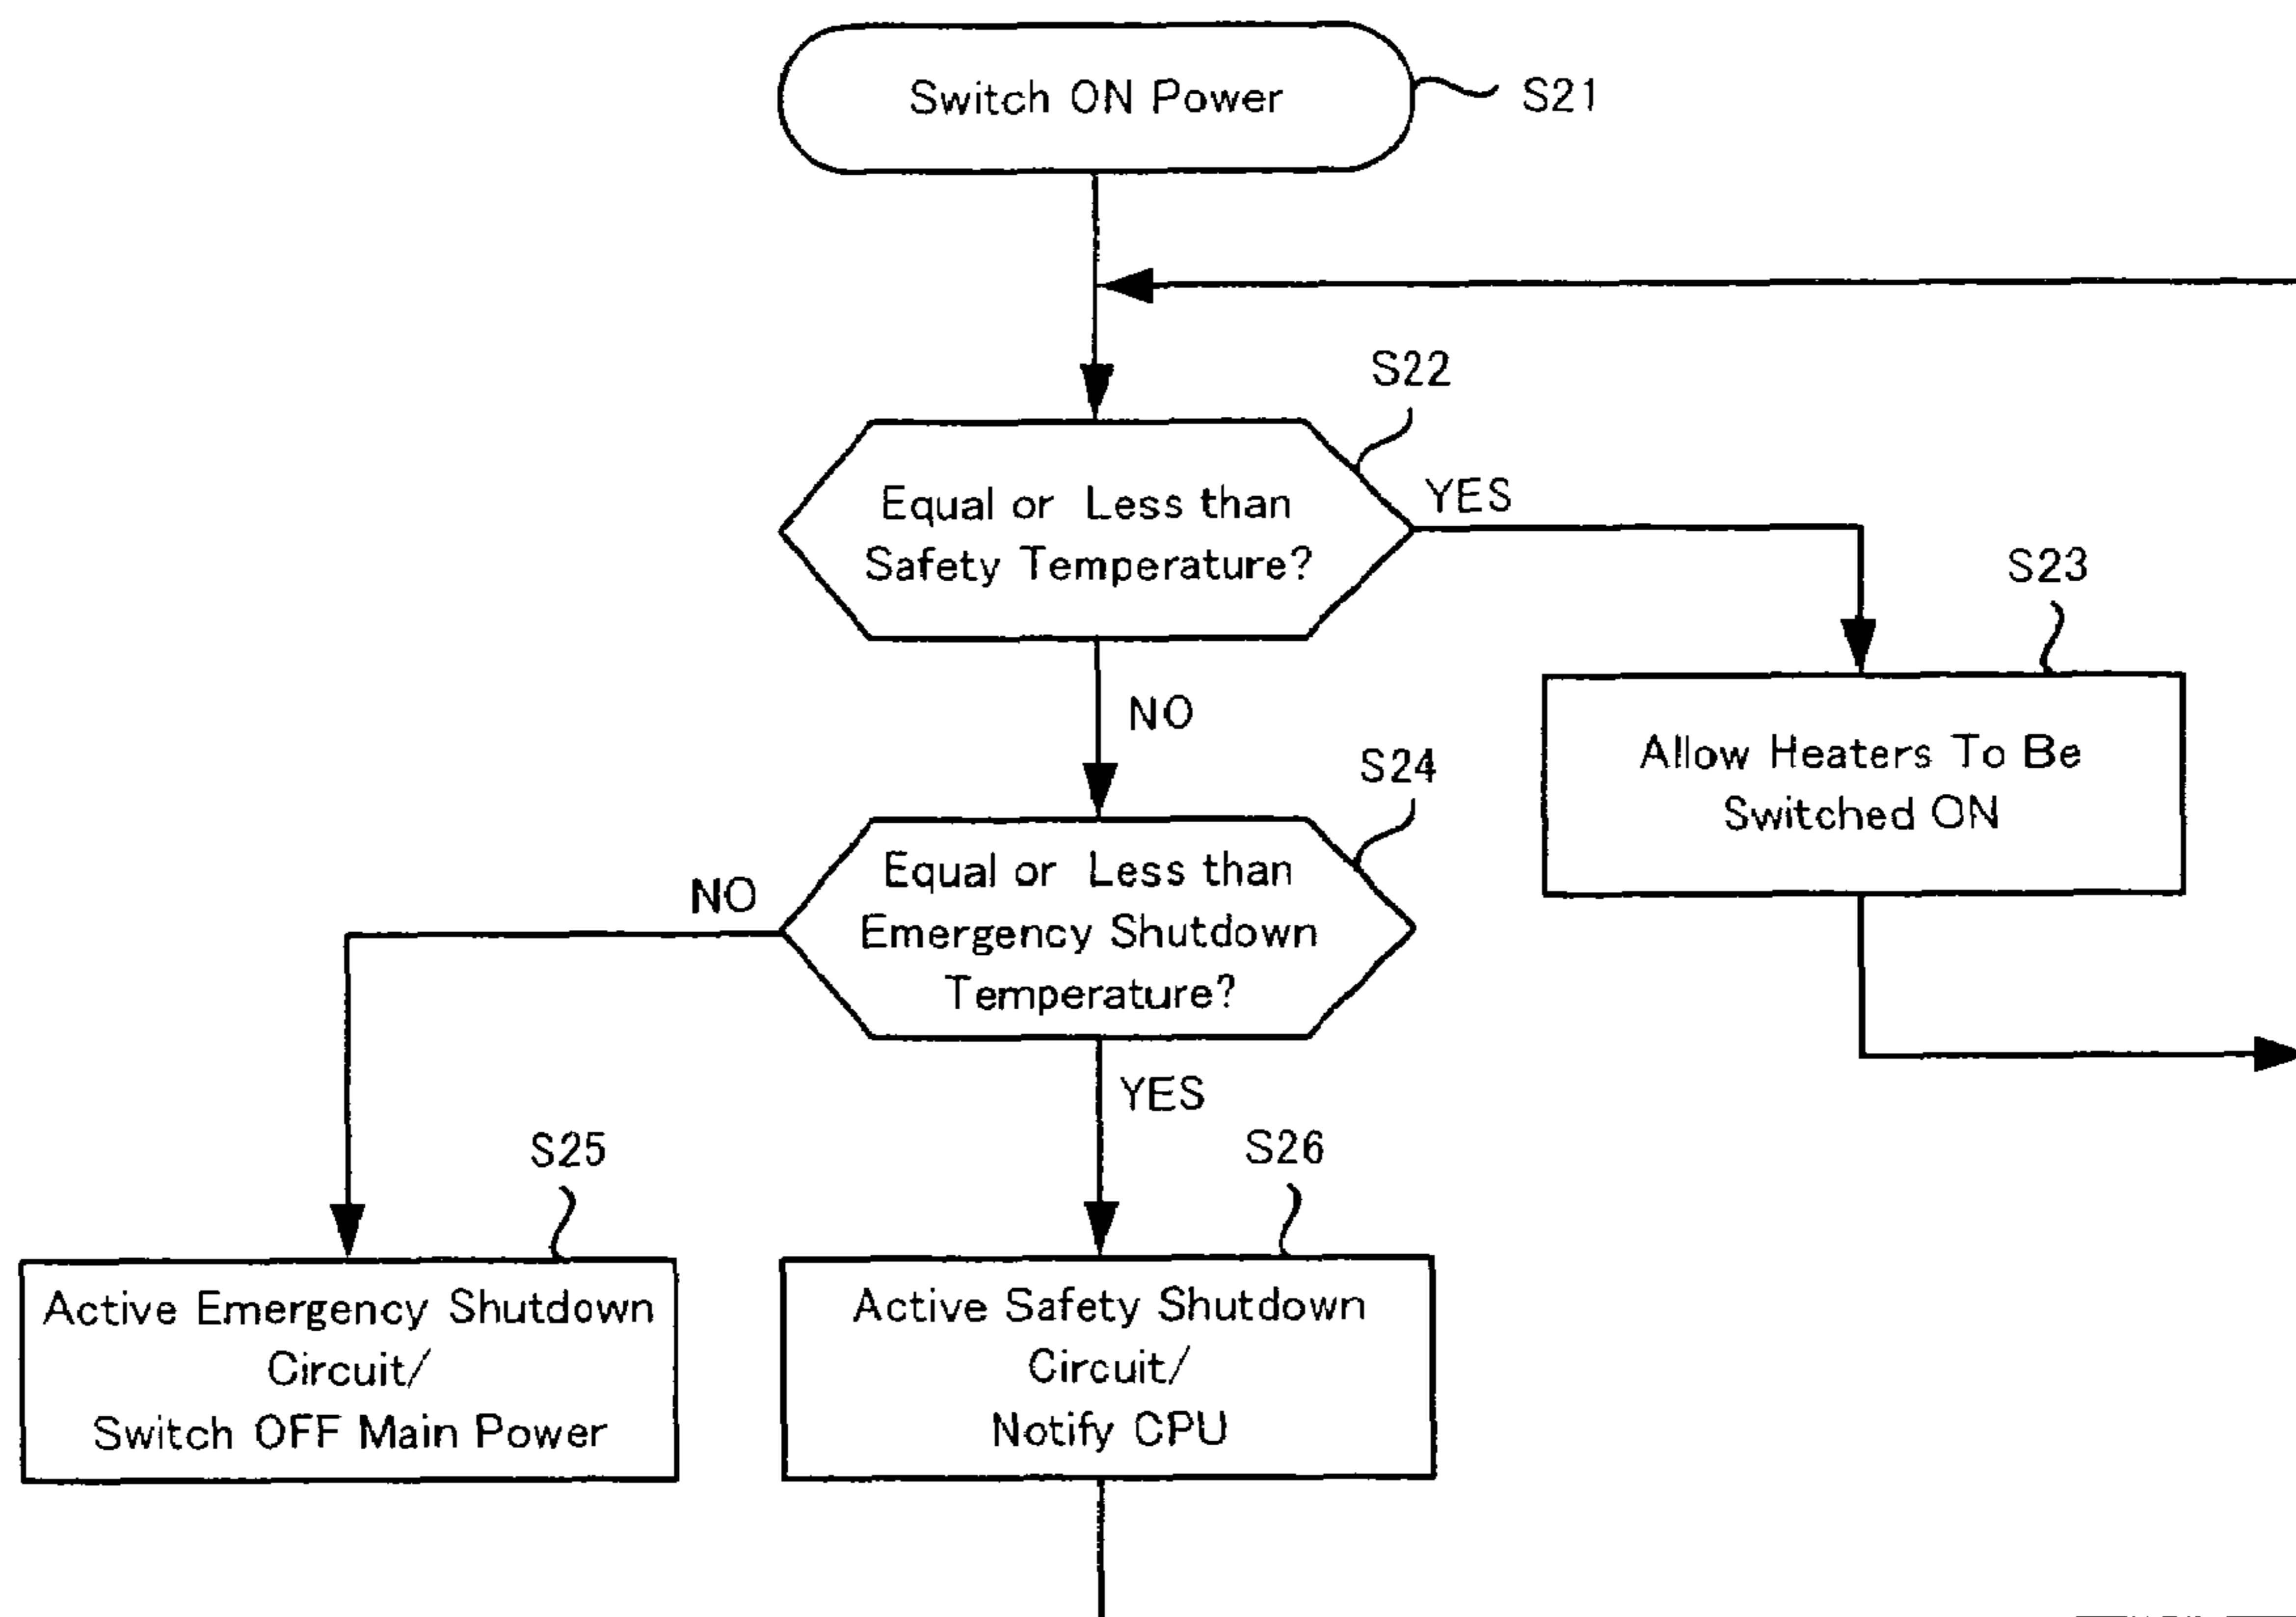 Switch ON Power
S21
S22
Equal or Less than
Safety Temperature?
YES
S23
Allow Heaters To Be
Switched ON
NO
S24
Equal or Less than
Emergency Shutdown
Temperature?
NO
YES
S25
Active Emergency Shutdown
Circuit/
Switch OFF Main Power
S26
Active Safety Shutdown
Circuit/
Notify CPU